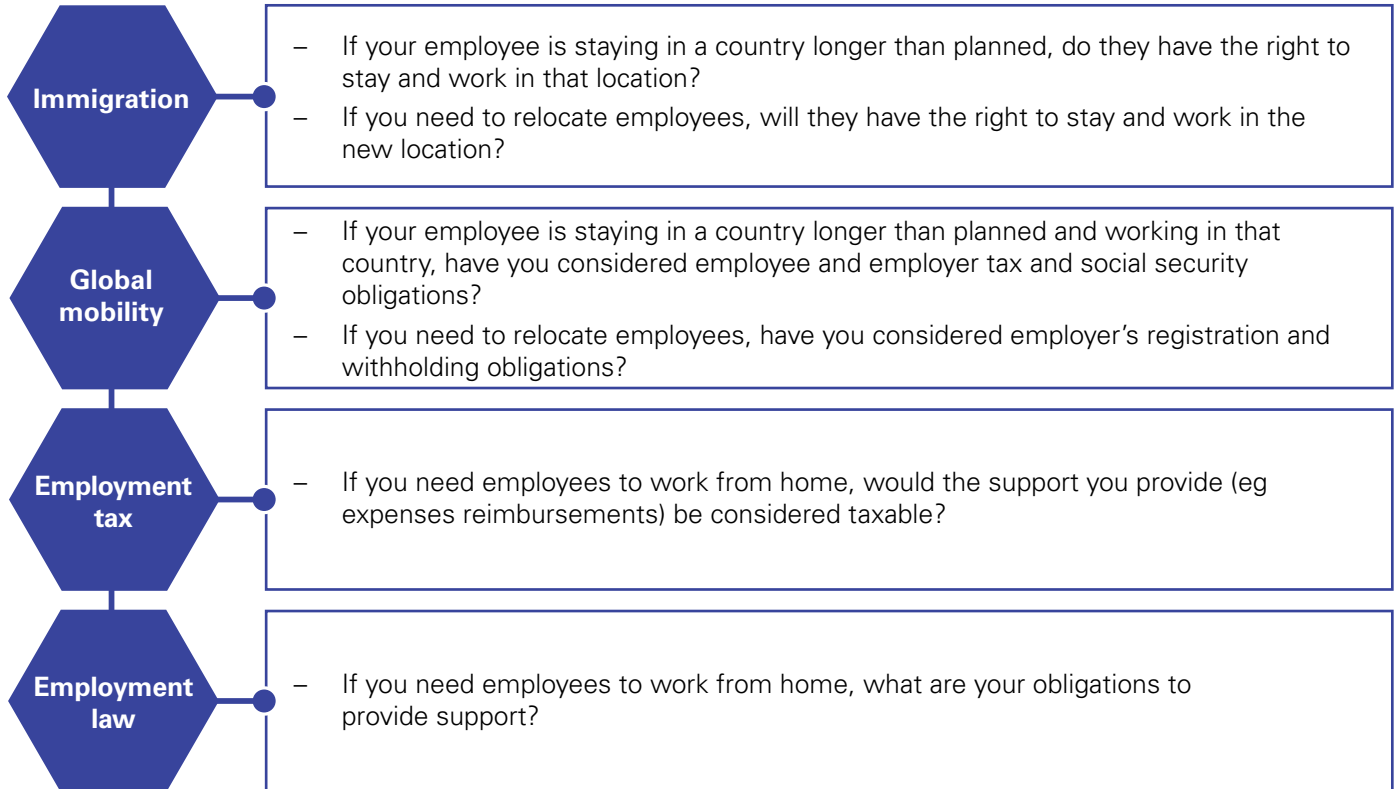 Immigration
– If your employee is staying in a country longer than planned, do they have the right to
stay and work in that location?
– If you need to relocate employees, will they have the right to stay and work in the
new location?
Global
mobility
– If your employee is staying in a country longer than planned and working in that
country, have you considered employee and employer tax and social security
obligations?
– If you need to relocate employees, have you considered employer’s registration and
withholding obligations?
Employment
tax
– If you need employees to work from home, would the support you provide (eg
expenses reimbursements) be considered taxable?
Employment
law
– If you need employees to work from home, what are your obligations to
provide support?